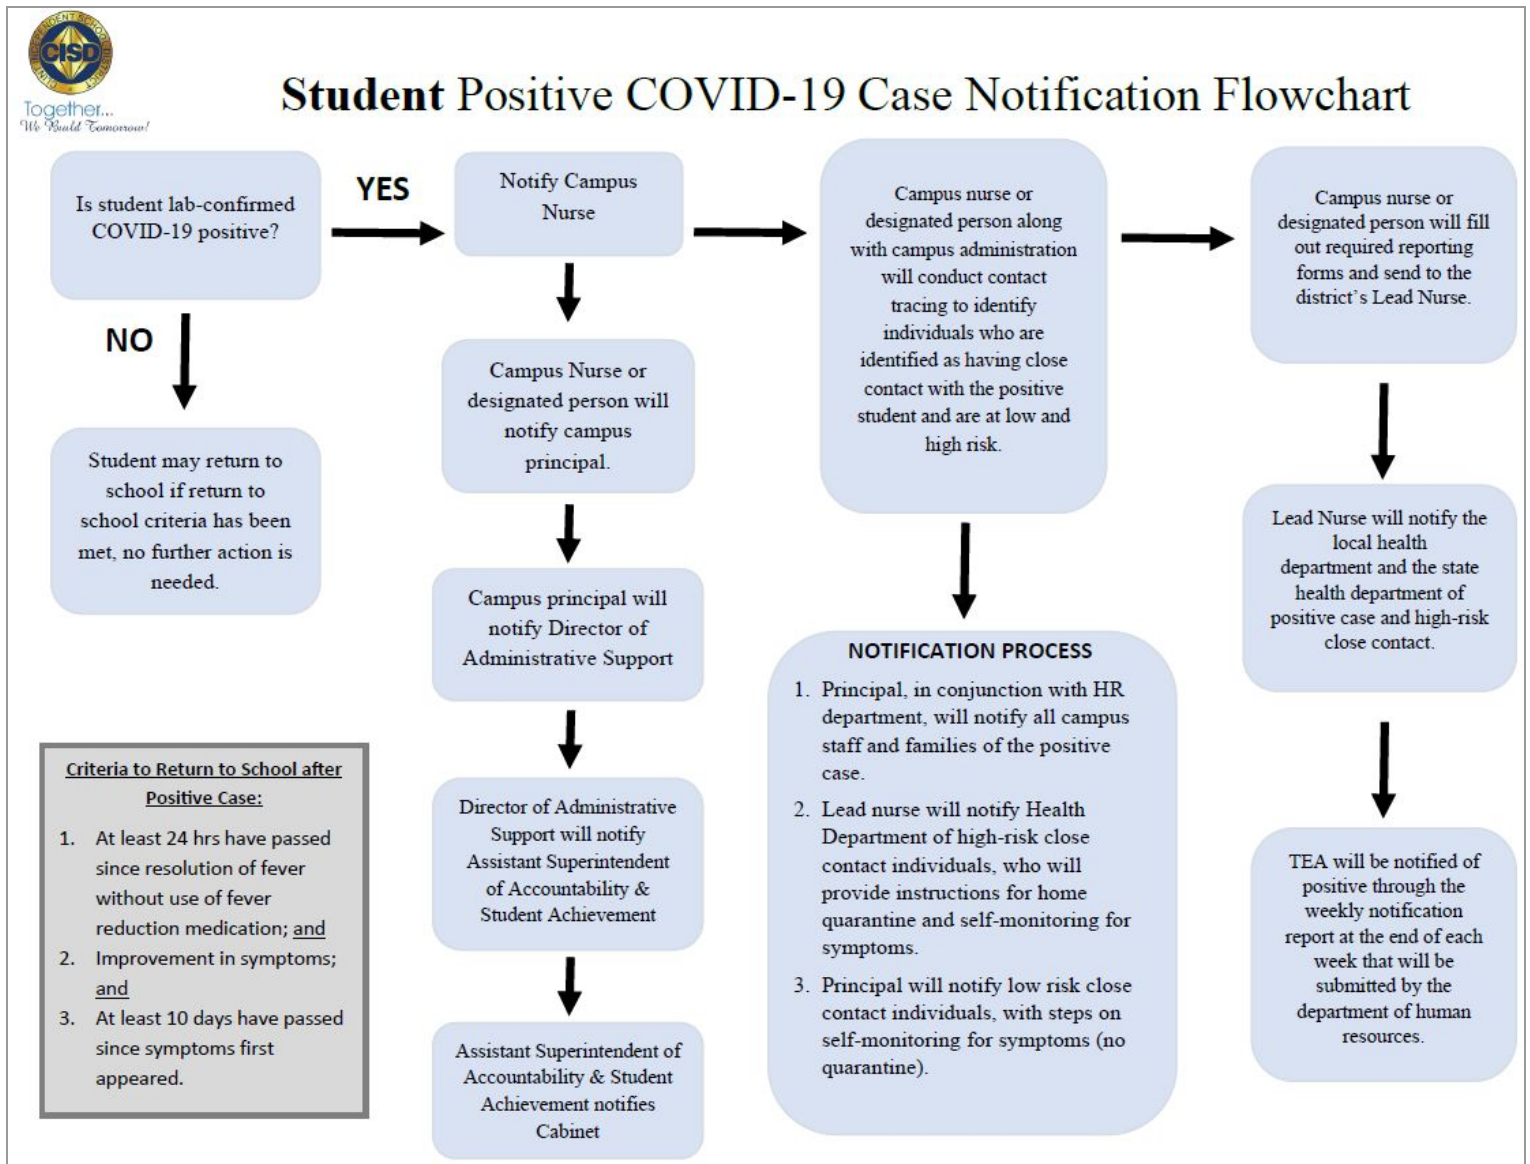 CLINT INDEPENDENT SCHOOL DISTRICT
CISD
Together...
We Build Tomorrow!
Student Positive COVID-19 Case Notification Flowchart
Is student lab-confirmed
COVID-19 positive?
YES
NO
Student may return to
school if return to
school criteria has been
met, no further action is
needed.
Criteria to Return to School after
Positive Case:
1. At least 24 hrs have passed
since resolution of fever
without use of fever
reduction medication; and
2. Improvement in symptoms;
and
3. At least 10 days have passed
since symptoms first
appeared.
Notify Campus
Nurse
Campus Nurse or
designated person will
notify campus
principal.
Campus principal will
notify Director of
Administrative Support
Director of Administrative
Support will notify
Assistant Superintendent
of Accountability &
Student Achievement
Assistant Superintendent of
Accountability & Student
Achievement notifies
Cabinet
Campus nurse or
designated person along
with campus administration
will conduct contact
tracing to identify
individuals who are
identified as having close
contact with the positive
student and are at low and
high risk.
NOTIFICATION PROCESS
1. Principal, in conjunction with HR
department, will notify all campus
staff and families of the positive
case.
2. Lead nurse will notify Health
Department of high-risk close
contact individuals, who will
provide instructions for home
quarantine and self-monitoring for
symptoms.
3. Principal will notify low risk close
contact individuals, with steps on
self-monitoring for symptoms (no
quarantine).
Campus nurse or
designated person will fill
out required reporting
forms and send to the
district's Lead Nurse.
Lead Nurse will notify the
local health
department and the state
health department of
positive case and high-risk
close contact.
TEA will be notified of
positive through the
weekly notification
report at the end of each
week that will be
submitted by the
department of human
resources.